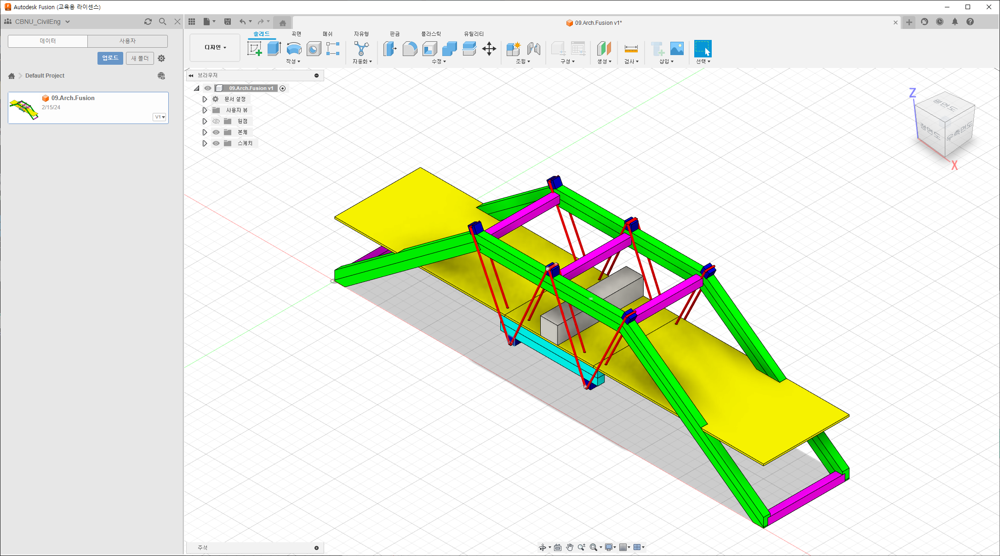 Autodesk Fusion (교육용 라이센스)
CBNU_CivilEng
09.Arch.Fusion v1*
데이터
사용자
업로드
새 폴더
Default Project
09.Arch.Fusion
2/15/24
V1
디자인
솔리드
곡면
메쉬
자유형
판금
플라스틱
유틸리티
작성
자동화
수정
조립
구성
생성
검사
삽입
선택
브라우저
09.Arch.Fusion v1
문서 설정
사용자 뷰
원점
본체
스케치
Z
평면도
정면도
우측면도
X
주석